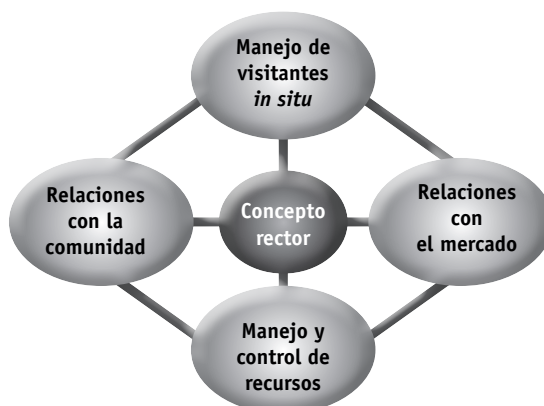 Manejo de
visitantes
in situ
Relaciones
con la
comunidad
Concepto
rector
Relaciones
con
el mercado
Manejo y
control de
recursos